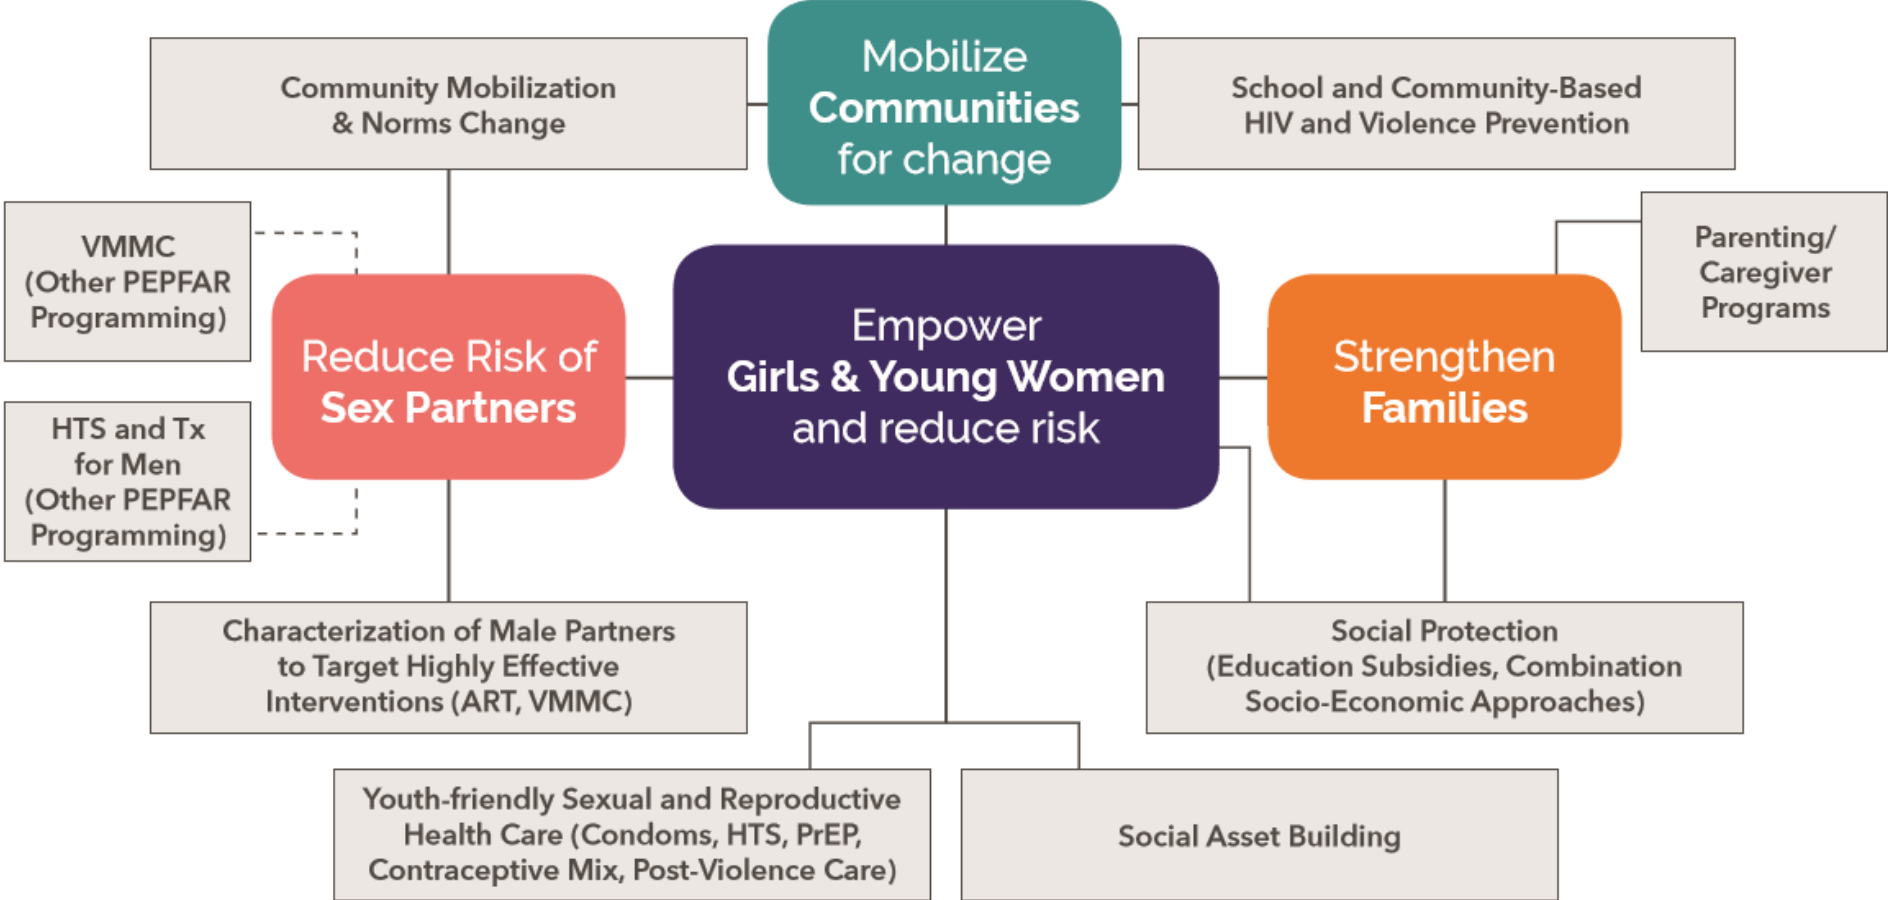 Mobilize
Communities
for change
Community Mobilization
& Norms Change
School and Community-Based
HIV and Violence Prevention
VMMC
(Other PEPFAR
Programming)
Parenting/
Caregiver
Programs
Reduce Risk of
Sex Partners
Empower
Girls & Young Women
and reduce risk
Strengthen
Families
HTS and Tx
for Men
(Other PEPFAR
Programming)
Characterization of Male Partners
to Target Highly Effective
Interventions (ART, VMMC)
Social Protection
(Education Subsidies, Combination
Socio-Economic Approaches)
Youth-friendly Sexual and Reproductive
Health Care (Condoms, HTS, PrEP,
Contraceptive Mix, Post-Violence Care)
Social Asset Building